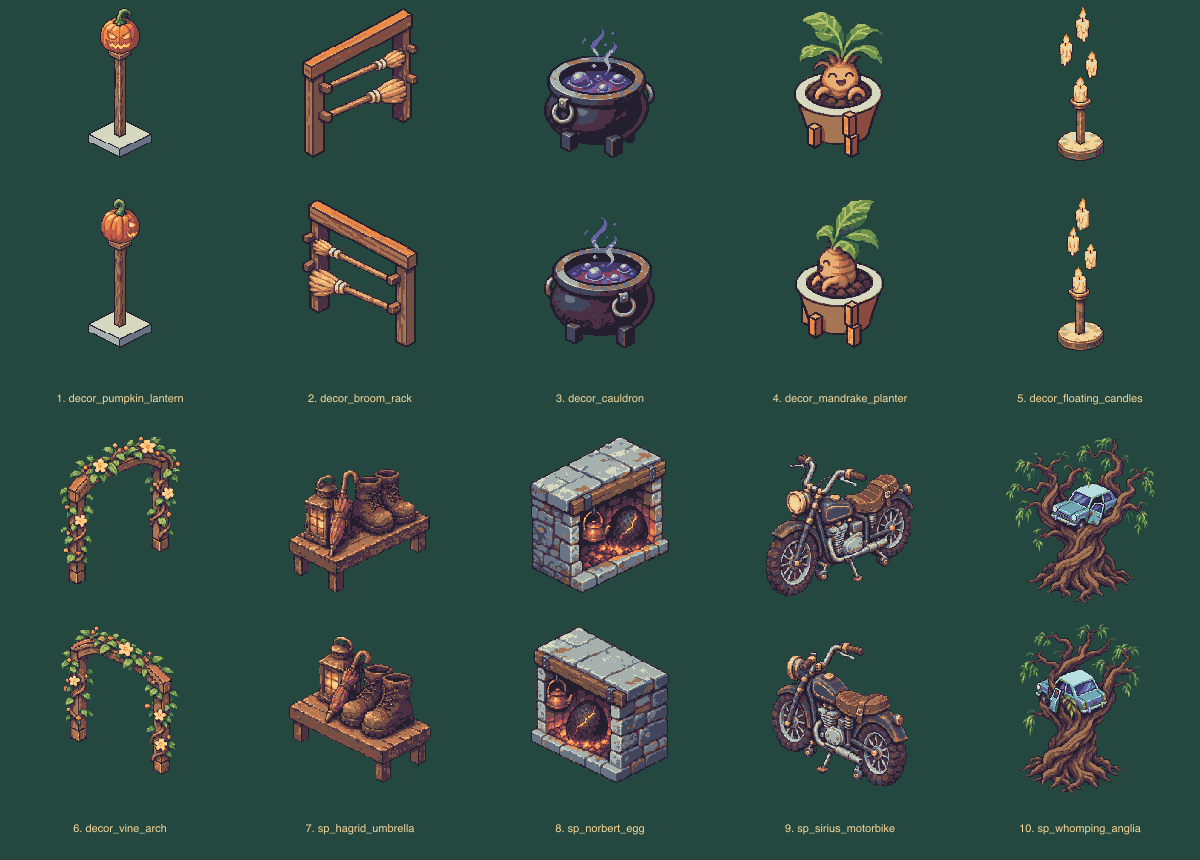 1. decor_pumpkin_lantern
2. decor_broom_rack
3. decor_cauldron
4. decor_mandrake_planter
5. decor_floating_candles
6. decor_vine_arch
7. sp_hagrid_umbrella
8. sp_norbert_egg
9. sp_sirius_motorbike
10. sp_whomping_anglia